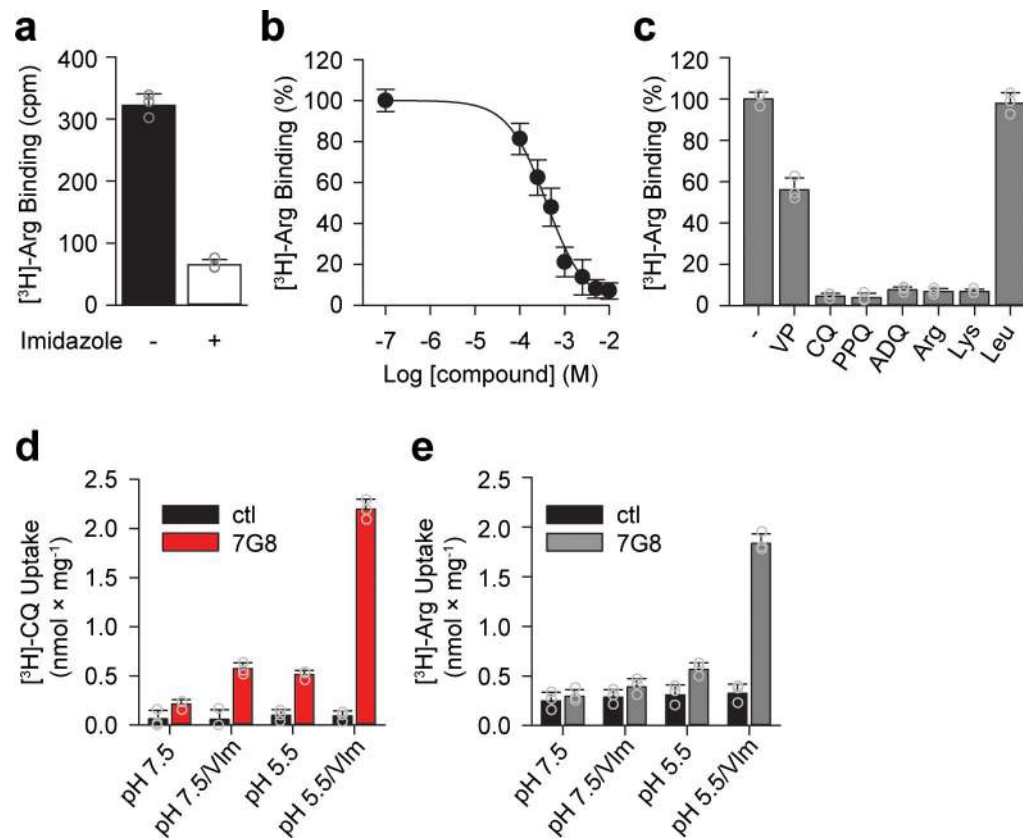 a
[³H]-Arg Binding (cpm)
400
300
200
100
0
Imidazole - +
b
[³H]-Arg Binding (%)
120
100
80
60
40
20
0
-7 -6 -5 -4 -3 -2
Log [compound] (M)
c
[³H]-Arg Binding (%)
120
100
80
60
40
20
0
- VP CQ PPQ ADQ Arg Lys Leu
d
[³H]-CQ Uptake
(nmol × mg⁻¹)
2.5
2.0
1.5
1.0
0.5
0.0
ctl
7G8
pH 7.5 pH 7.5/Vlm pH 5.5 pH 5.5/Vlm
e
[³H]-Arg Uptake
(nmol × mg⁻¹)
2.5
2.0
1.5
1.0
0.5
0.0
ctl
7G8
pH 7.5 pH 7.5/Vlm pH 5.5 pH 5.5/Vlm